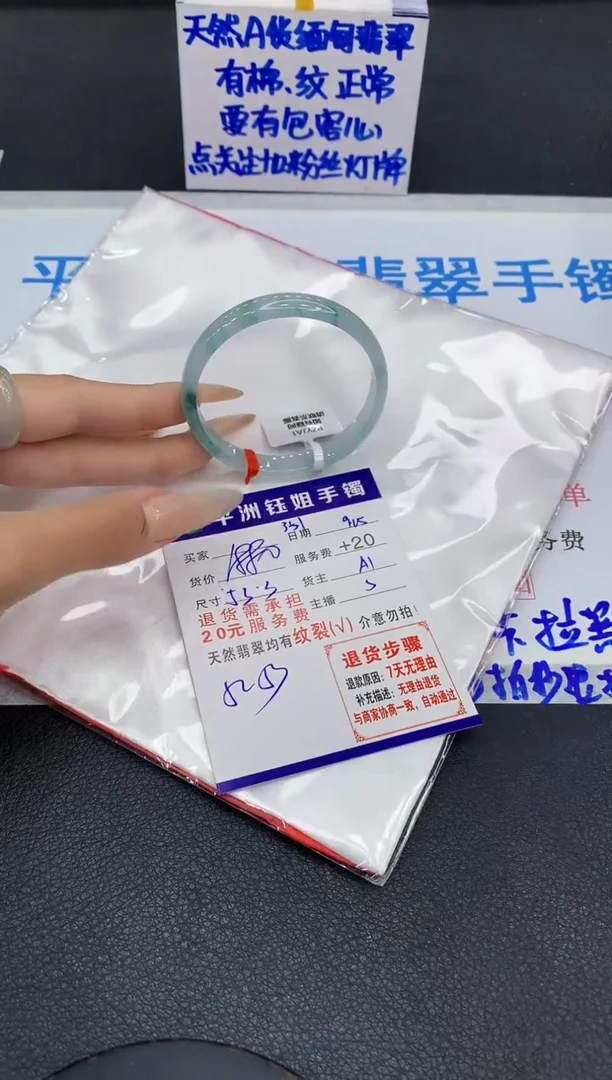 天然A货缅甸翡翠
有棉、纹 正常
要有包容心
点关注加粉丝灯牌
翡翠手镯
平洲钰姐手镯
买家
日期
货价
服务费 +20
尺寸
货主 A1
主播 S
退货需承担
20元服务费
天然翡翠均有纹裂(√)介意勿拍!
退货步骤
退款原因:7天无理由
补充描述:无理由退货
与商家协商一致,自动通过
单
务费
拉黑